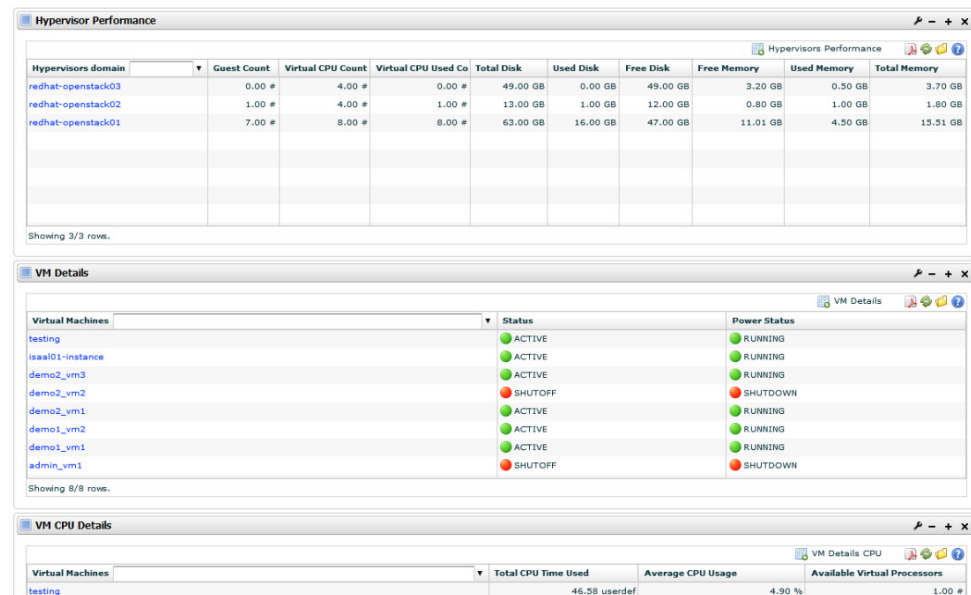 Hypervisor Performance
Hypervisors Performance
Hypervisors domain Guest Count Virtual CPU Count Virtual CPU Used Co Total Disk Used Disk Free Disk Free Memory Used Memory Total Memory
redhat-openstack03 0.00 # 4.00 # 0.00 # 49.00 GB 0.00 GB 49.00 GB 3.20 GB 0.50 GB 3.70 GB
redhat-openstack02 1.00 # 4.00 # 1.00 # 13.00 GB 1.00 GB 12.00 GB 0.80 GB 1.00 GB 1.80 GB
redhat-openstack01 7.00 # 8.00 # 8.00 # 63.00 GB 16.00 GB 47.00 GB 11.01 GB 4.50 GB 15.51 GB
Showing 3/3 rows.
VM Details
VM Details
Virtual Machines Status Power Status
testing ACTIVE RUNNING
isaal01-instance ACTIVE RUNNING
demo2_vm3 ACTIVE RUNNING
demo2_vm2 SHUTOFF SHUTDOWN
demo2_vm1 ACTIVE RUNNING
demo1_vm2 ACTIVE RUNNING
demo1_vm1 ACTIVE RUNNING
admin_vm1 SHUTOFF SHUTDOWN
Showing 8/8 rows.
VM CPU Details
VM Details CPU
Virtual Machines Total CPU Time Used Average CPU Usage Available Virtual Processors
testing 46.58 userdef 4.90 % 1.00 #